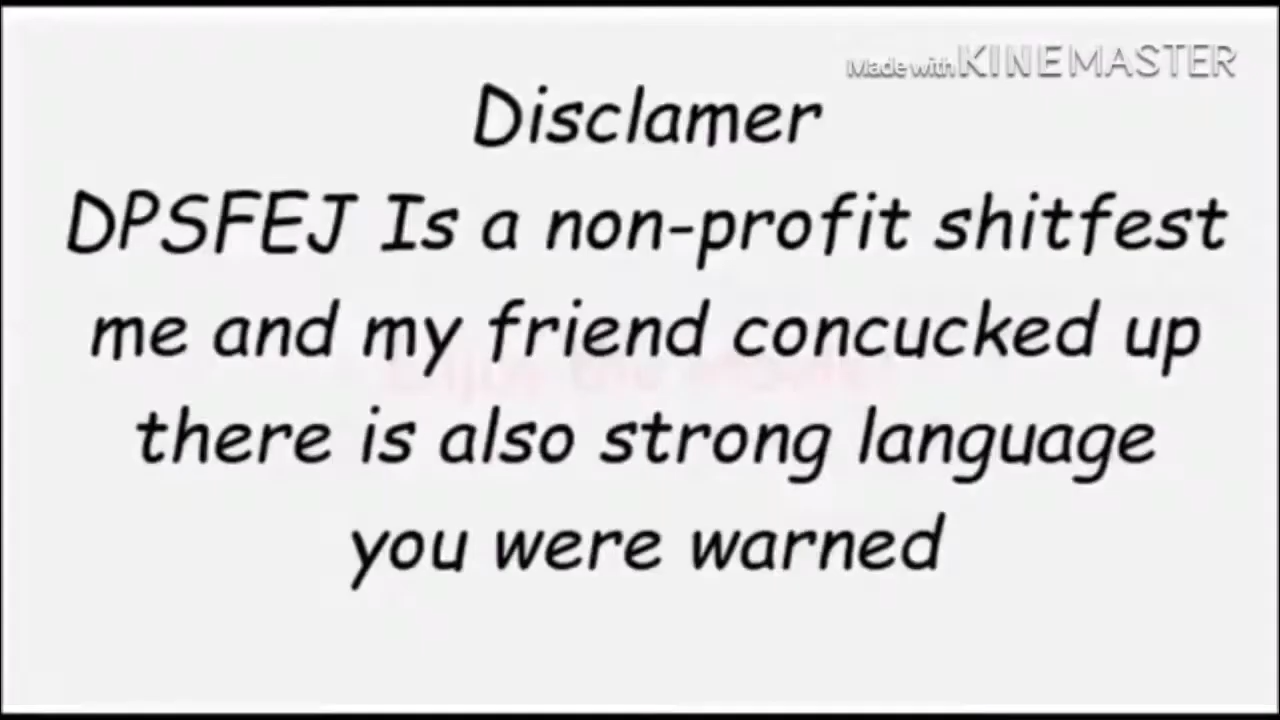 Made with KINEMASTER
Disclamer
DPSFEJ Is a non-profit shitfest
me and my friend concucked up
there is also strong language
you were warned